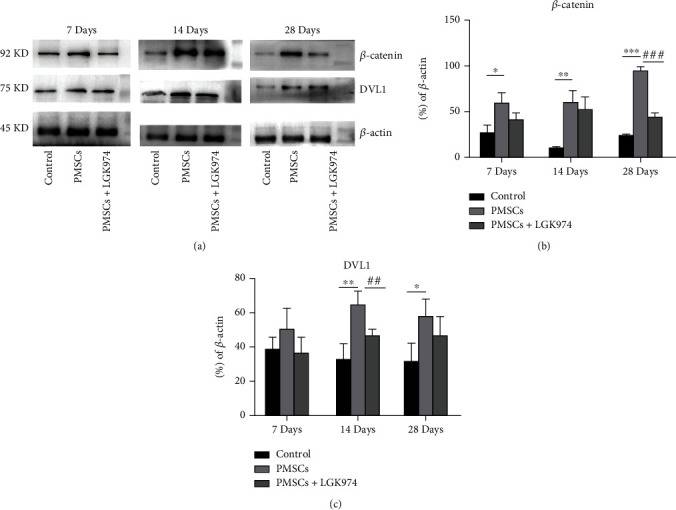 7 Days
14 Days
28 Days
92 KD
β-catenin
75 KD
DVL1
45 KD
β-actin
Control
PMSCs
PMSCs + LGK974
Control
PMSCs
PMSCs + LGK974
Control
PMSCs
PMSCs + LGK974
(a)
β-catenin
150
100
50
0
(%) of β-actin
*
**
***
###
7 Days
14 Days
28 Days
Control
PMSCs
PMSCs + LGK974
(b)
DVL1
80
60
40
20
0
(%) of β-actin
**
##
*
7 Days
14 Days
28 Days
Control
PMSCs
PMSCs + LGK974
(c)